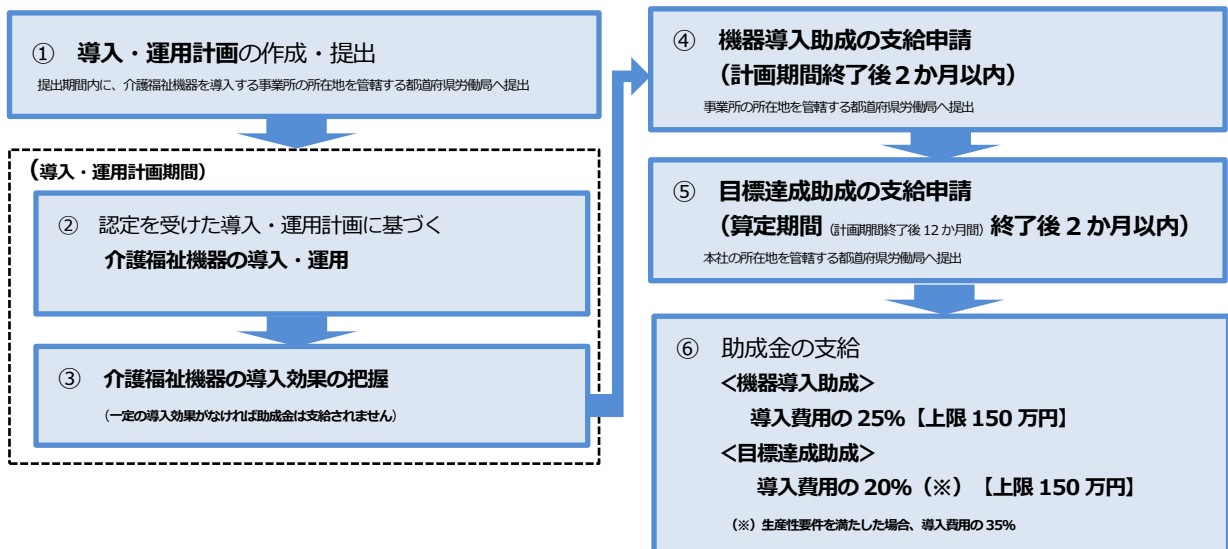 ① 導入・運用計画の作成・提出
提出期間内に、介護福祉機器を導入する事業所の所在地を管轄する都道府県労働局へ提出
(導入・運用計画期間)
② 認定を受けた導入・運用計画に基づく
介護福祉機器の導入・運用
③ 介護福祉機器の導入効果の把握
（一定の導入効果がなければ助成金は支給されません）
④ 機器導入助成の支給申請
（計画期間終了後２か月以内）
事業所の所在地を管轄する都道府県労働局へ提出
⑤ 目標達成助成の支給申請
（算定期間（計画期間終了後 12 か月間）終了後 2 か月以内）
本社の所在地を管轄する都道府県労働局へ提出
⑥ 助成金の支給
＜機器導入助成＞
導入費用の 25%【上限 150 万円】
＜目標達成助成＞
導入費用の 20%（※）【上限 150 万円】
（※）生産性要件を満たした場合、導入費用の 35%